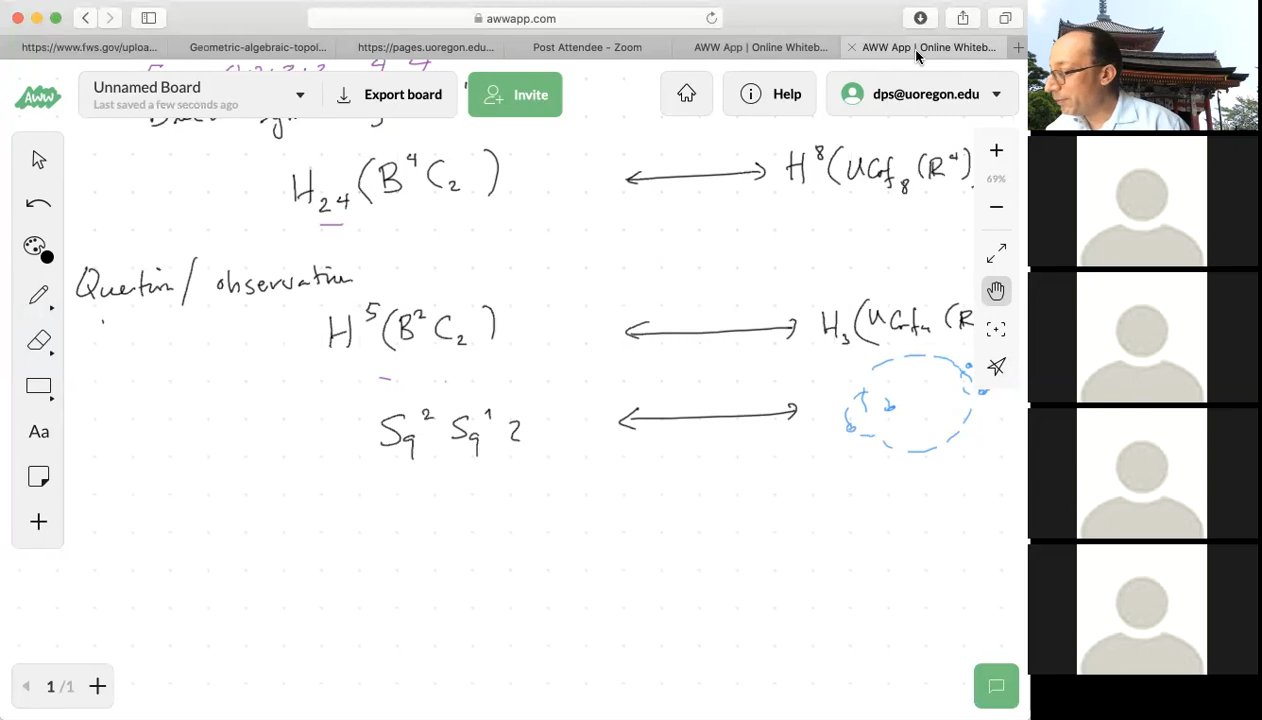 awwapp.com
https://www.fws.gov/uploa... Geometric-algebraic-topol... https://pages.uoregon.edu... Post Attendee - Zoom AWW App | Online Whiteb... AWW App | Online Whiteb...
Unnamed Board
Last saved a few seconds ago
Export board
Invite
Help
dps@uoregon.edu
69%
H₂₄(B⁴C₂) ⟷ H⁸(UConf₈(R⁴)
Question/observation
H⁵(B²C₂) ⟷ H₃(UConf₄(R
Sq² Sq¹ 2 ⟷
Aa
1 /1